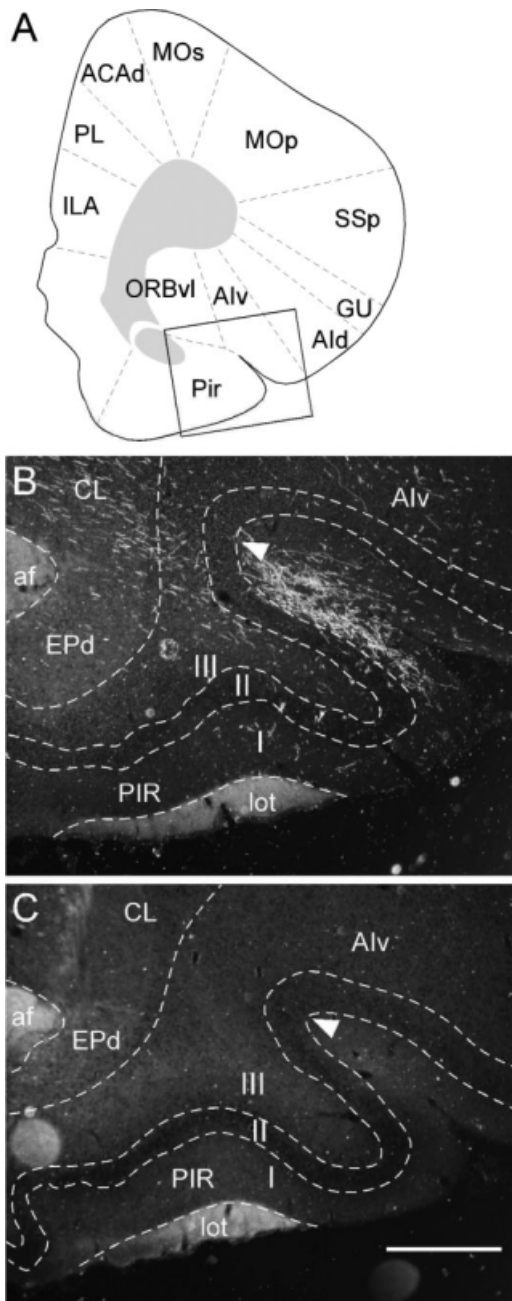 A
MOs
ACAd
PL
MOp
ILA
SSp
ORBvl
AIv
GU
AId
Pir
B
CL
AIv
af
EPd
III
II
I
PIR
lot
C
CL
AIv
af
EPd
III
II
PIR
I
lot